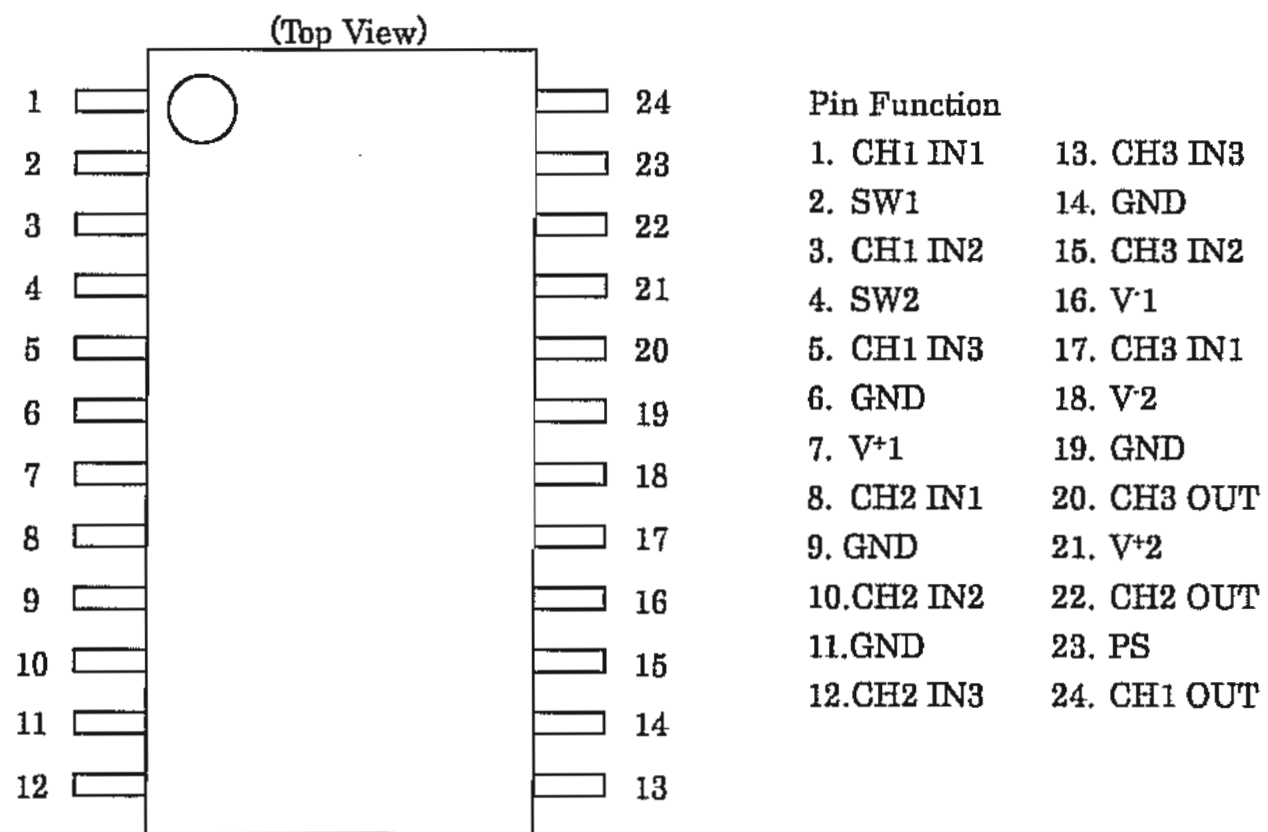 (Top View)
1
2
3
4
5
6
7
8
9
10
11
12
24
23
22
21
20
19
18
17
16
15
14
13
Pin Function
1. CH1 IN1
2. SW1
3. CH1 IN2
4. SW2
5. CH1 IN3
6. GND
7. V⁺1
8. CH2 IN1
9. GND
10.CH2 IN2
11.GND
12.CH2 IN3
13. CH3 IN3
14. GND
15. CH3 IN2
16. V⁻1
17. CH3 IN1
18. V⁻2
19. GND
20. CH3 OUT
21. V⁺2
22. CH2 OUT
23. PS
24. CH1 OUT